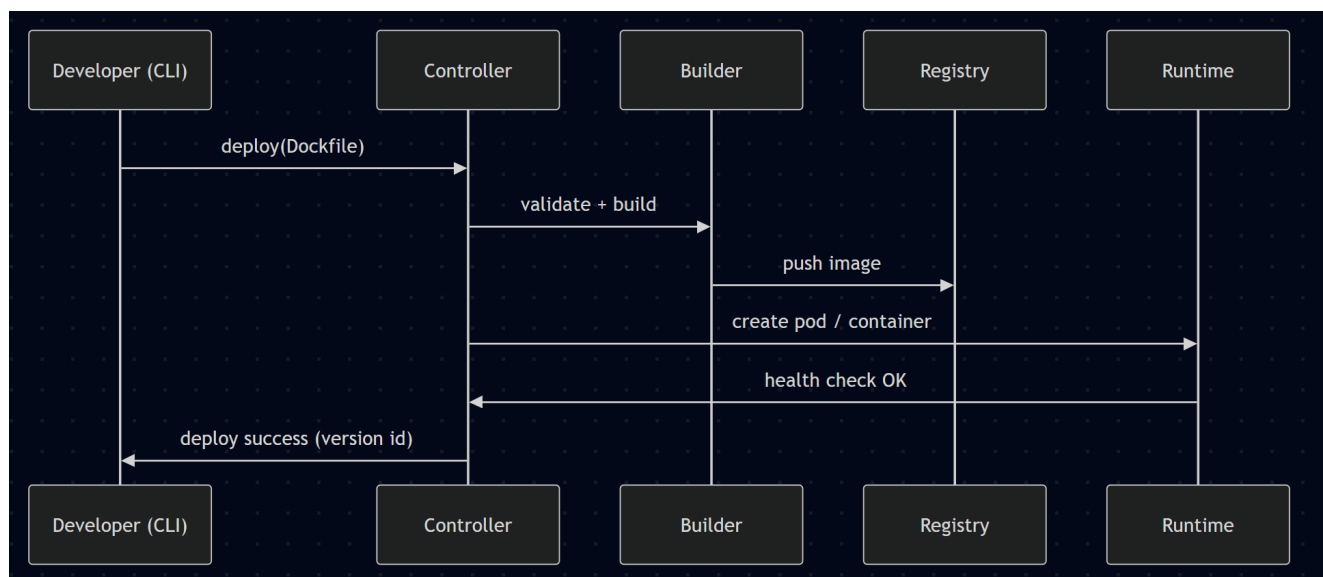 Developer (CLI)
Controller
Builder
Registry
Runtime
deploy(Dockfile)
validate + build
push image
create pod / container
health check OK
deploy success (version id)
Developer (CLI)
Controller
Builder
Registry
Runtime